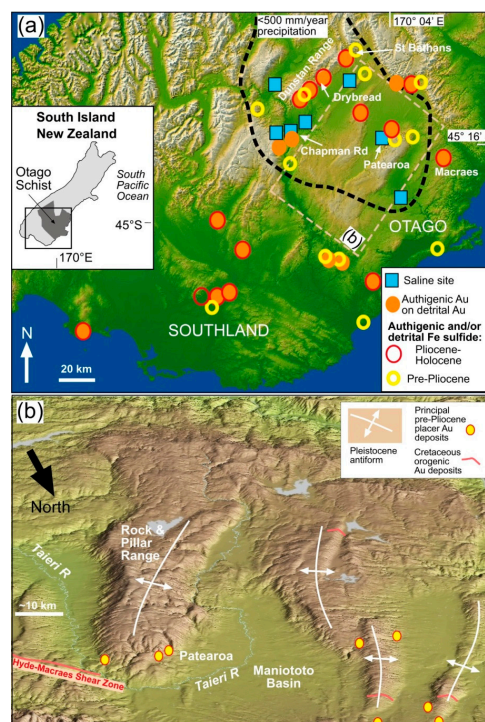 (a)
<500 mm/year
precipitation
170° 04' E
St Bathans
Dunstan Range
Drybread
45° 16'
Chapman Rd
Patearoa
Macraes
South Island
New Zealand
Otago
Schist
South
Pacific
Ocean
45°S
170°E
(b)
OTAGO
SOUTHLAND
N
20 km
Saline site
Authigenic Au
on detrital Au
Authigenic and/or
detrital Fe sulfide:
Pliocene-
Holocene
Pre-Pliocene
(b)
North
Pleistocene
antiform
Principal
pre-Pliocene
placer Au
deposits
Cretaceous
orogenic
Au deposits
Rock &
Pillar
Range
Taieri R
~10 km
Hyde-Macraes Shear Zone
Patearoa
Taieri R
Maniototo
Basin